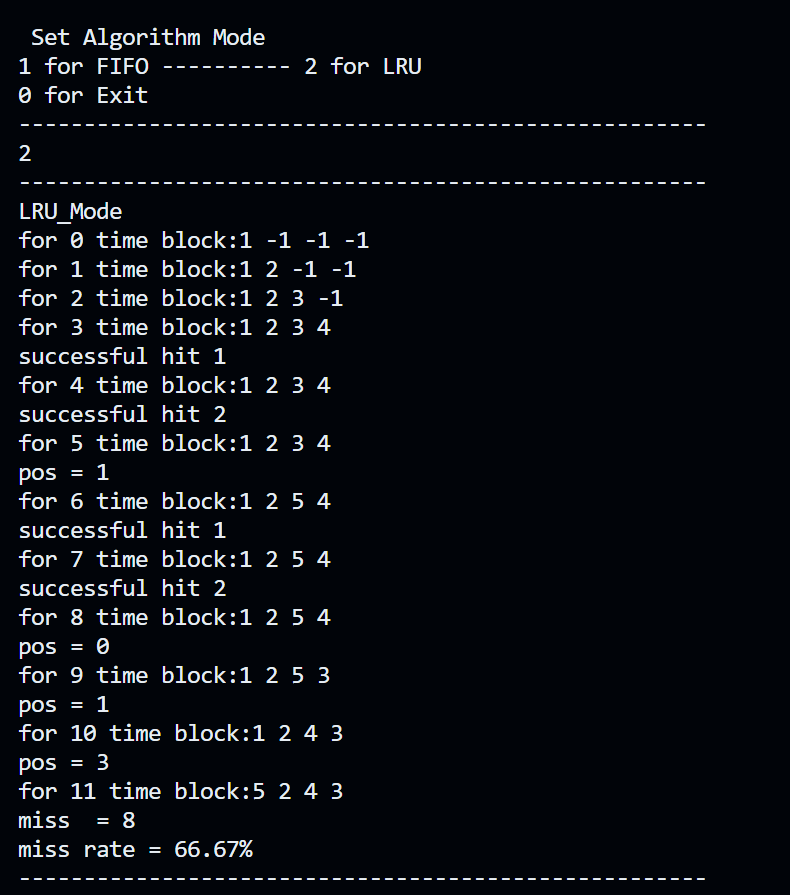 Set Algorithm Mode
1 for FIFO ---------- 2 for LRU
0 for Exit
-----------------------------------------------------
2
-----------------------------------------------------
LRU_Mode
for 0 time block:1 -1 -1 -1
for 1 time block:1 2 -1 -1
for 2 time block:1 2 3 -1
for 3 time block:1 2 3 4
successful hit 1
for 4 time block:1 2 3 4
successful hit 2
for 5 time block:1 2 3 4
pos = 1
for 6 time block:1 2 5 4
successful hit 1
for 7 time block:1 2 5 4
successful hit 2
for 8 time block:1 2 5 4
pos = 0
for 9 time block:1 2 5 3
pos = 1
for 10 time block:1 2 4 3
pos = 3
for 11 time block:5 2 4 3
miss  = 8
miss rate = 66.67%
-----------------------------------------------------